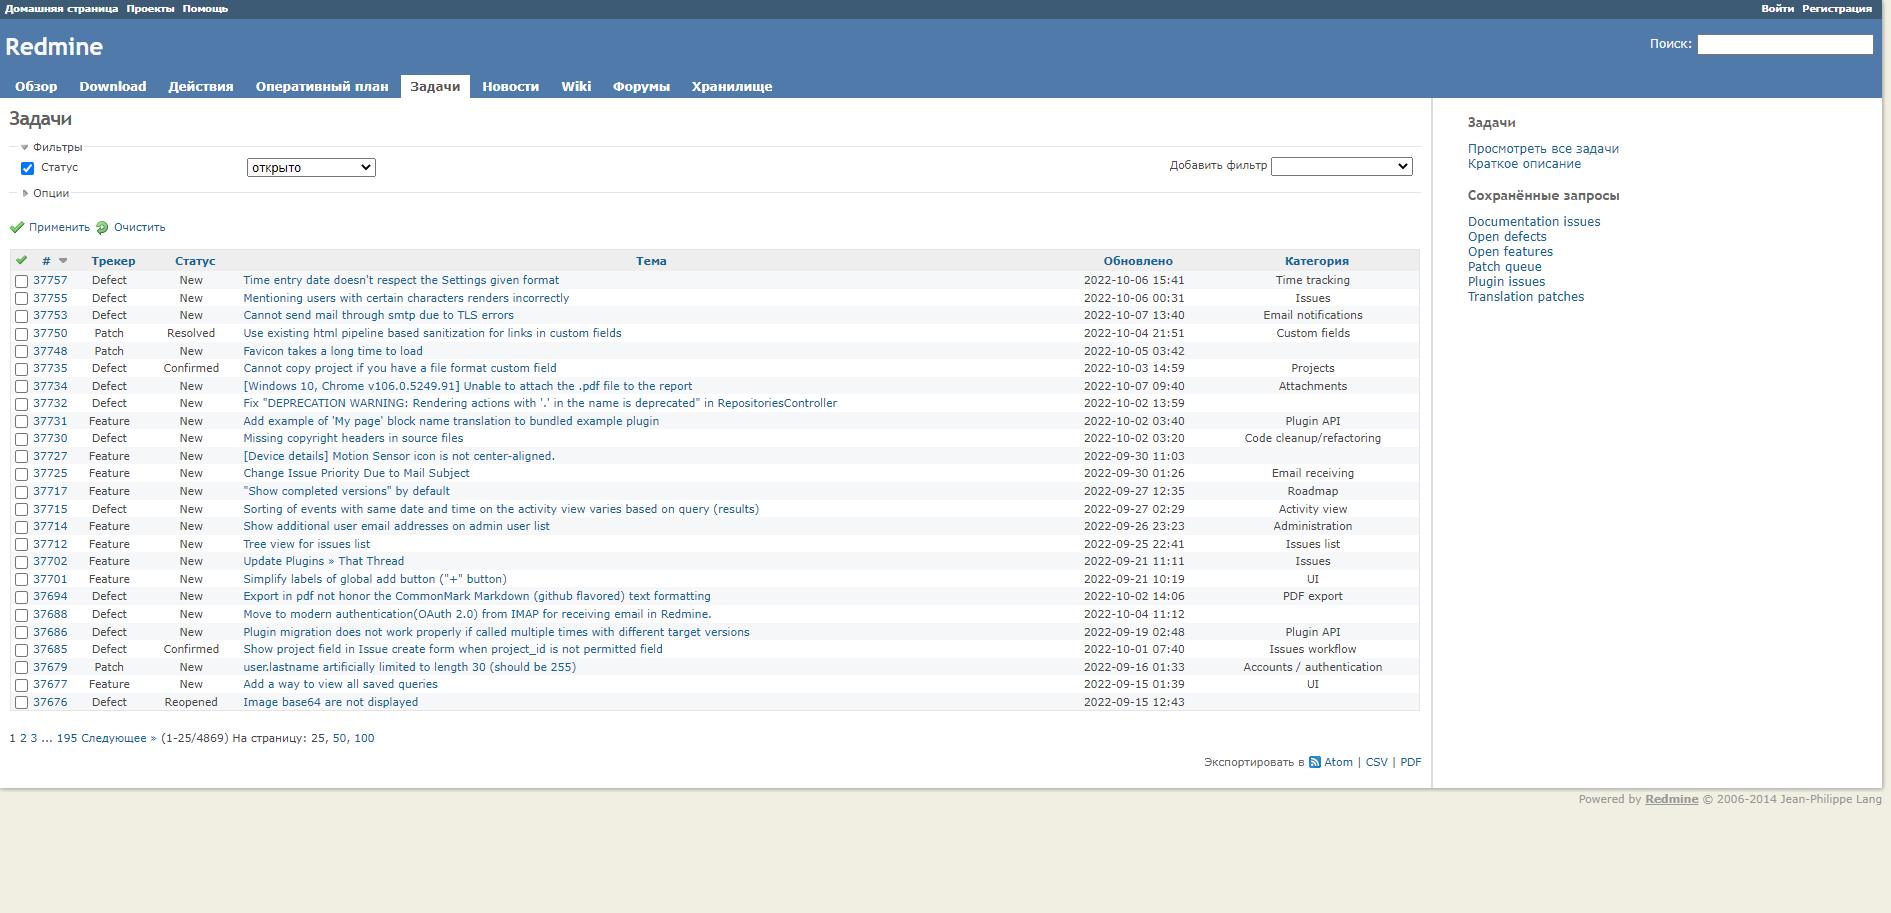 Домашняя страница Проекты Помощь Войти Регистрация
Redmine Поиск:
Обзор Download Действия Оперативный план Задачи Новости Wiki Форумы Хранилище
Задачи
Фильтры
Статус открыто Добавить фильтр
Опции
Применить Очистить
# Трекер Статус Тема Обновлено Категория
37757 Defect New Time entry date doesn't respect the Settings given format 2022-10-06 15:41 Time tracking
37755 Defect New Mentioning users with certain characters renders incorrectly 2022-10-06 00:31 Issues
37753 Defect New Cannot send mail through smtp due to TLS errors 2022-10-07 13:40 Email notifications
37750 Patch Resolved Use existing html pipeline based sanitization for links in custom fields 2022-10-04 21:51 Custom fields
37748 Patch New Favicon takes a long time to load 2022-10-05 03:42
37735 Defect Confirmed Cannot copy project if you have a file format custom field 2022-10-03 14:59 Projects
37734 Defect New [Windows 10, Chrome v106.0.5249.91] Unable to attach the .pdf file to the report 2022-10-07 09:40 Attachments
37732 Defect New Fix "DEPRECATION WARNING: Rendering actions with '.' in the name is deprecated" in RepositoriesController 2022-10-02 13:59
37731 Feature New Add example of 'My page' block name translation to bundled example plugin 2022-10-02 03:40 Plugin API
37730 Defect New Missing copyright headers in source files 2022-10-02 03:20 Code cleanup/refactoring
37727 Feature New [Device details] Motion Sensor icon is not center-aligned. 2022-09-30 11:03
37725 Feature New Change Issue Priority Due to Mail Subject 2022-09-30 01:26 Email receiving
37717 Feature New "Show completed versions" by default 2022-09-27 12:35 Roadmap
37715 Defect New Sorting of events with same date and time on the activity view varies based on query (results) 2022-09-27 02:29 Activity view
37714 Feature New Show additional user email addresses on admin user list 2022-09-26 23:23 Administration
37712 Feature New Tree view for issues list 2022-09-25 22:41 Issues list
37702 Feature New Update Plugins » That Thread 2022-09-21 11:11 Issues
37701 Feature New Simplify labels of global add button ("+" button) 2022-09-21 10:19 UI
37694 Defect New Export in pdf not honor the CommonMark Markdown (github flavored) text formatting 2022-10-02 14:06 PDF export
37688 Defect New Move to modern authentication(OAuth 2.0) from IMAP for receiving email in Redmine. 2022-10-04 11:12
37686 Defect New Plugin migration does not work properly if called multiple times with different target versions 2022-09-19 02:48 Plugin API
37685 Defect Confirmed Show project field in Issue create form when project_id is not permitted field 2022-10-01 07:40 Issues workflow
37679 Patch New user.lastname artificially limited to length 30 (should be 255) 2022-09-16 01:33 Accounts / authentication
37677 Feature New Add a way to view all saved queries 2022-09-15 01:39 UI
37676 Defect Reopened Image base64 are not displayed 2022-09-15 12:43
1 2 3 ... 195 Следующее » (1-25/4869) На страницу: 25, 50, 100
Экспортировать в Atom | CSV | PDF
Задачи
Просмотреть все задачи
Краткое описание
Сохранённые запросы
Documentation issues
Open defects
Open features
Patch queue
Plugin issues
Translation patches
Powered by Redmine © 2006-2014 Jean-Philippe Lang